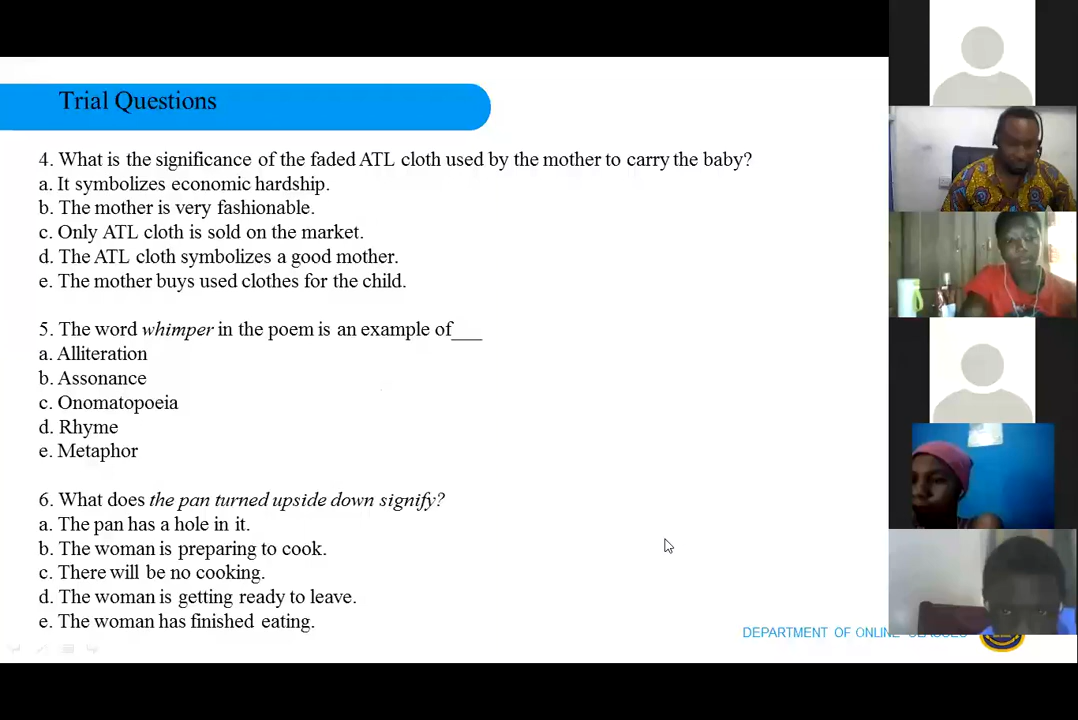 Trial Questions
4. What is the significance of the faded ATL cloth used by the mother to carry the baby?
a. It symbolizes economic hardship.
b. The mother is very fashionable.
c. Only ATL cloth is sold on the market.
d. The ATL cloth symbolizes a good mother.
e. The mother buys used clothes for the child.
5. The word whimper in the poem is an example of___
a. Alliteration
b. Assonance
c. Onomatopoeia
d. Rhyme
e. Metaphor
6. What does the pan turned upside down signify?
a. The pan has a hole in it.
b. The woman is preparing to cook.
c. There will be no cooking.
d. The woman is getting ready to leave.
e. The woman has finished eating.
DEPARTMENT OF ONLINE CLASSES